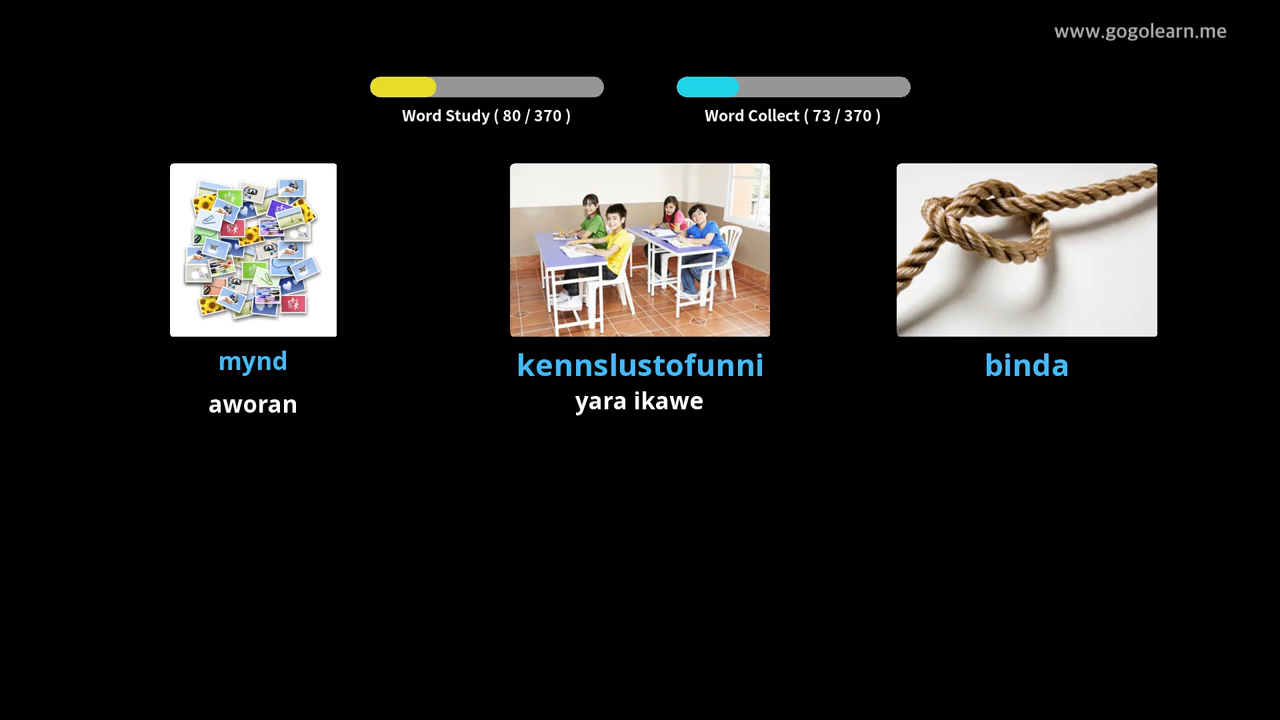 www.gogolearn.me
Word Study ( 80 / 370 )
Word Collect ( 73 / 370 )
mynd
aworan
kennslustofunni
yara ikawe
binda